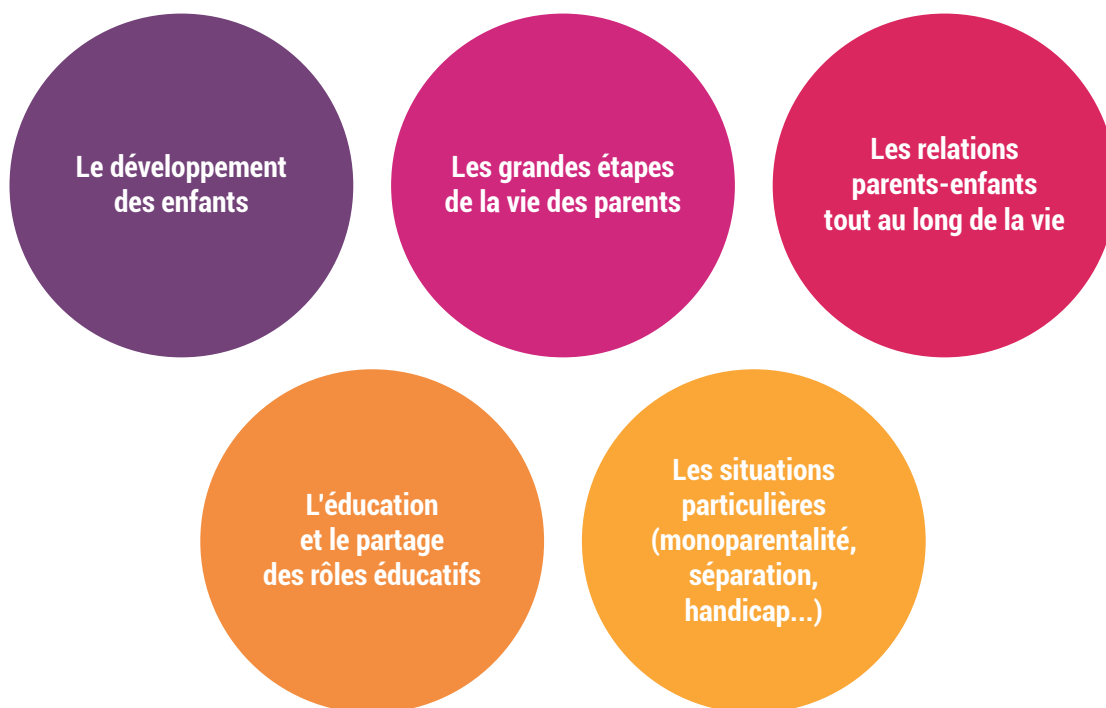 Le développement
des enfants
Les grandes étapes
de la vie des parents
Les relations
parents-enfants
tout au long de la vie
L'éducation
et le partage
des rôles éducatifs
Les situations
particulières
(monoparentalité,
séparation,
handicap...)